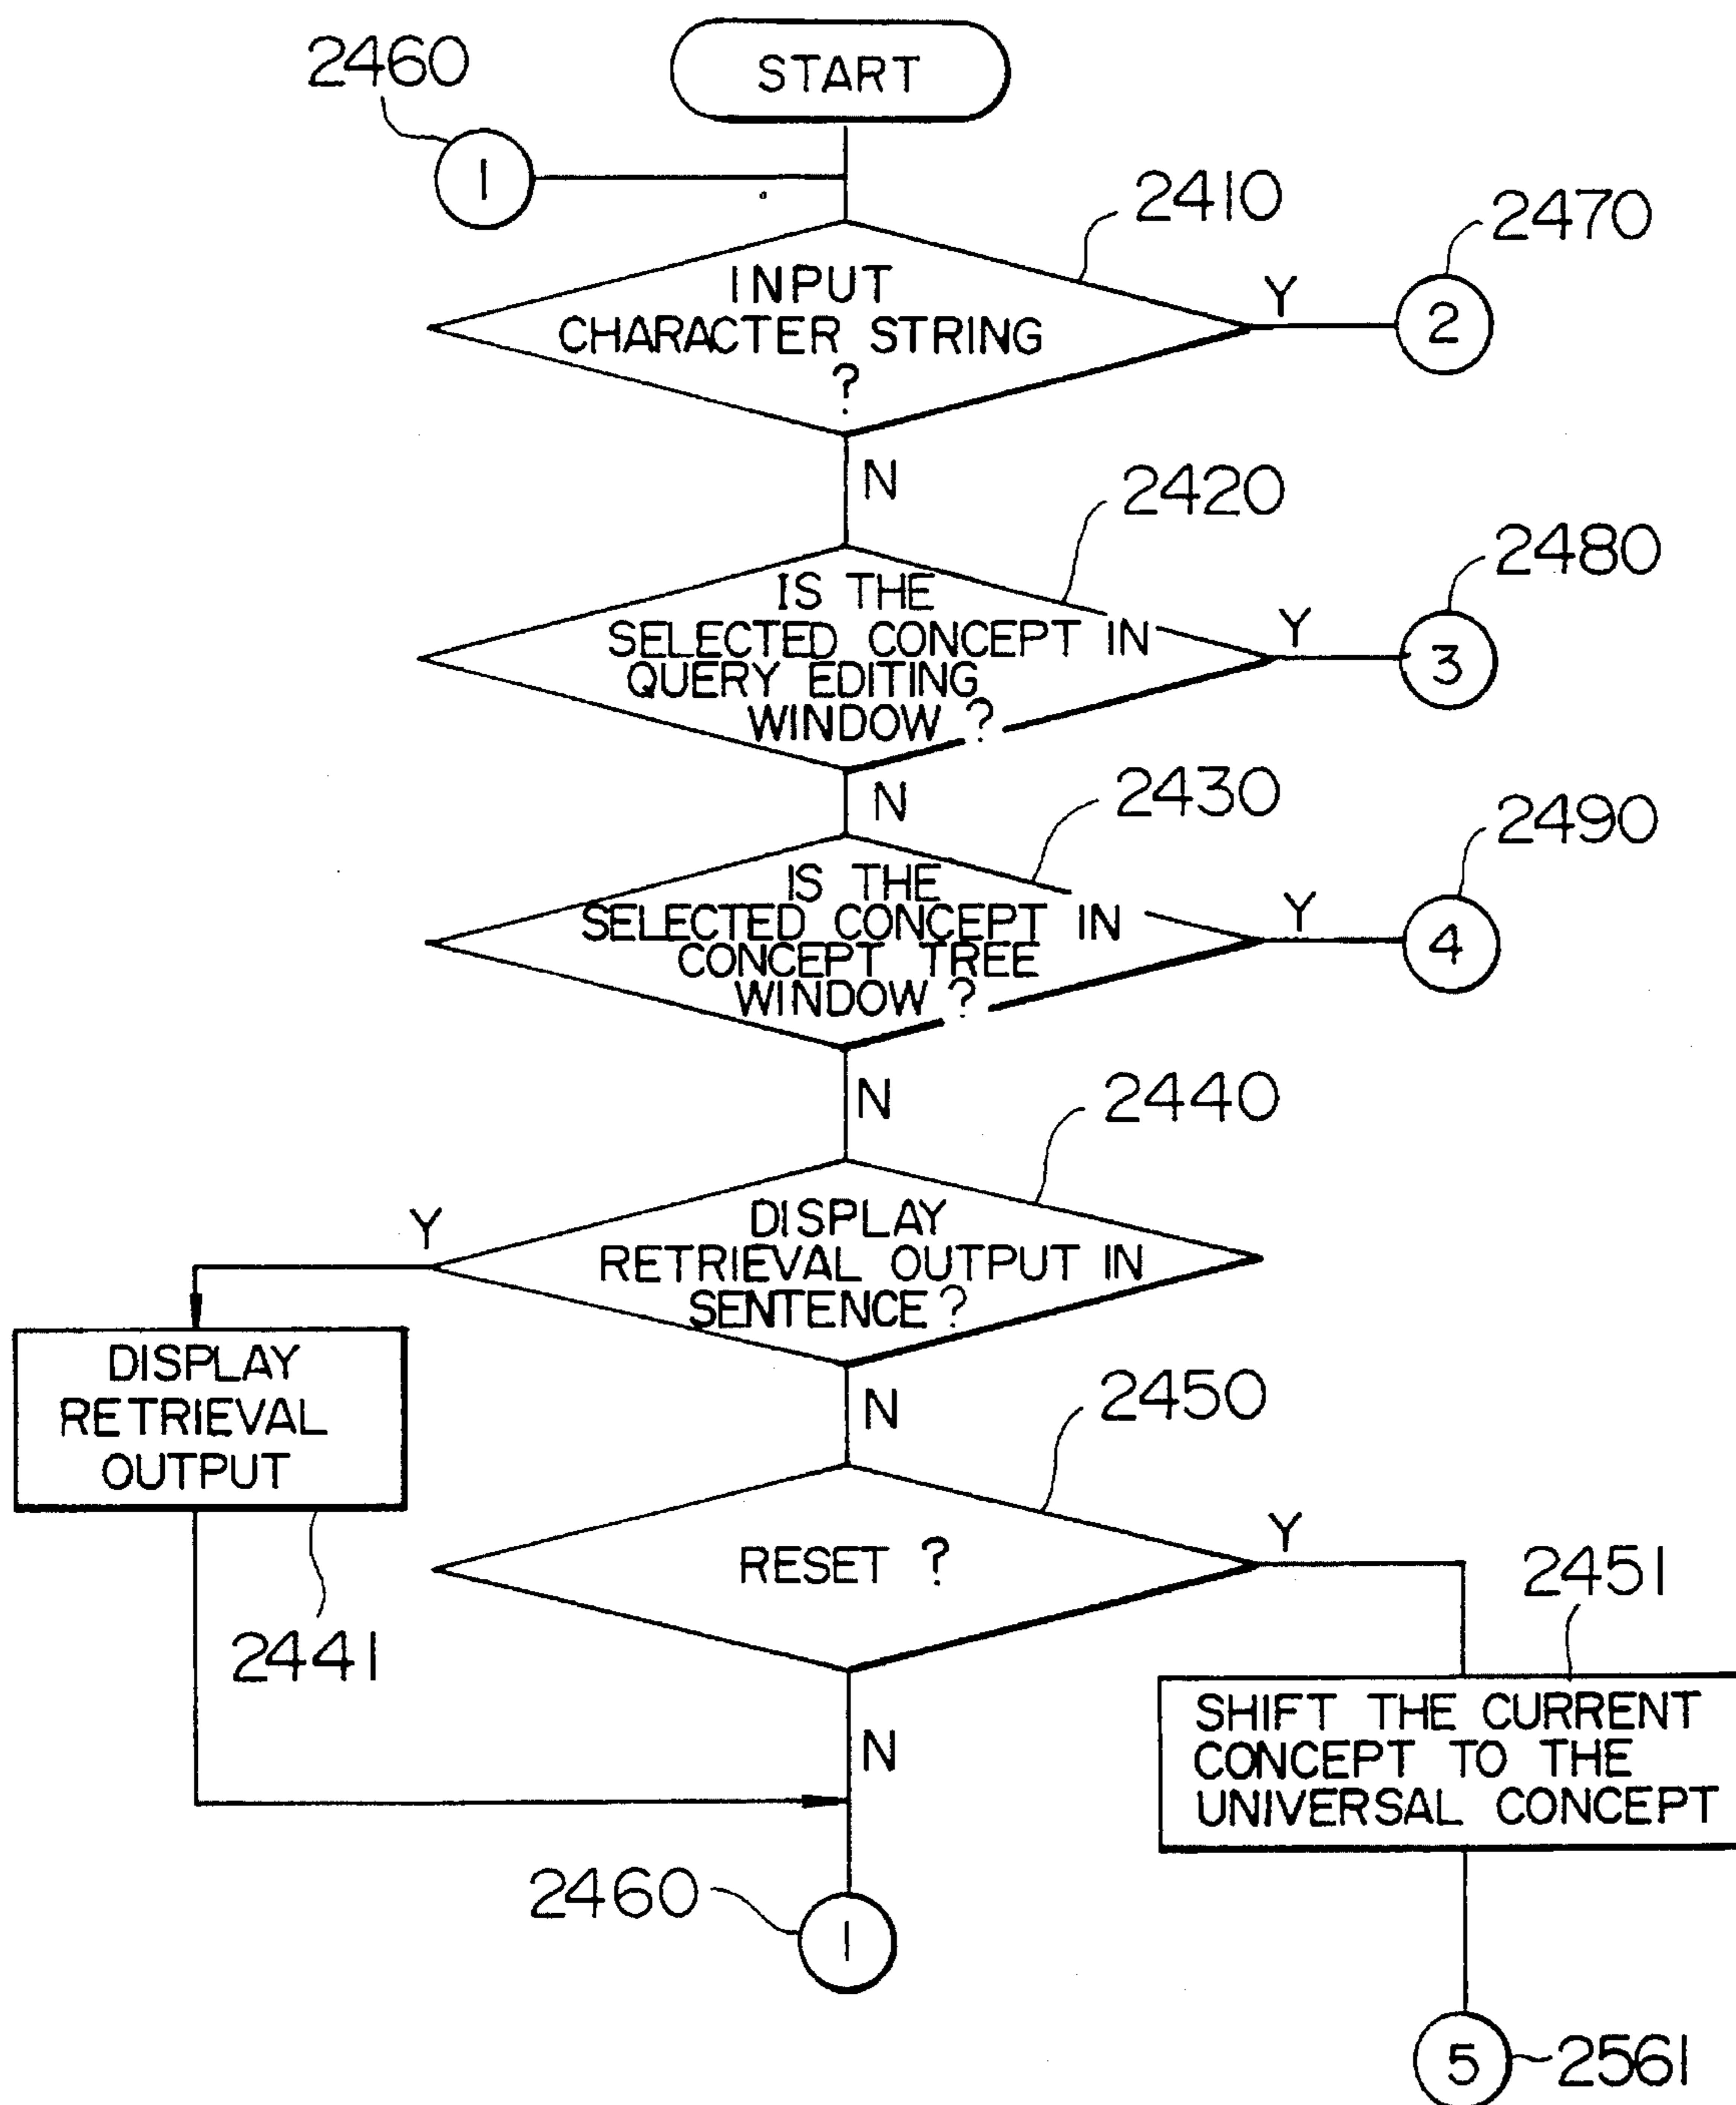 START
2460
1
2410
INPUT
CHARACTER STRING
?
Y
2470
2
N
2420
IS THE
SELECTED CONCEPT IN
QUERY EDITING
WINDOW ?
Y
2480
3
N
2430
IS THE
SELECTED CONCEPT IN
CONCEPT TREE
WINDOW ?
Y
2490
4
N
2440
DISPLAY
RETRIEVAL OUTPUT IN
SENTENCE ?
Y
DISPLAY
RETRIEVAL
OUTPUT
2441
N
2450
RESET ?
Y
2451
SHIFT THE CURRENT
CONCEPT TO THE
UNIVERSAL CONCEPT
N
2460
1
5
2561